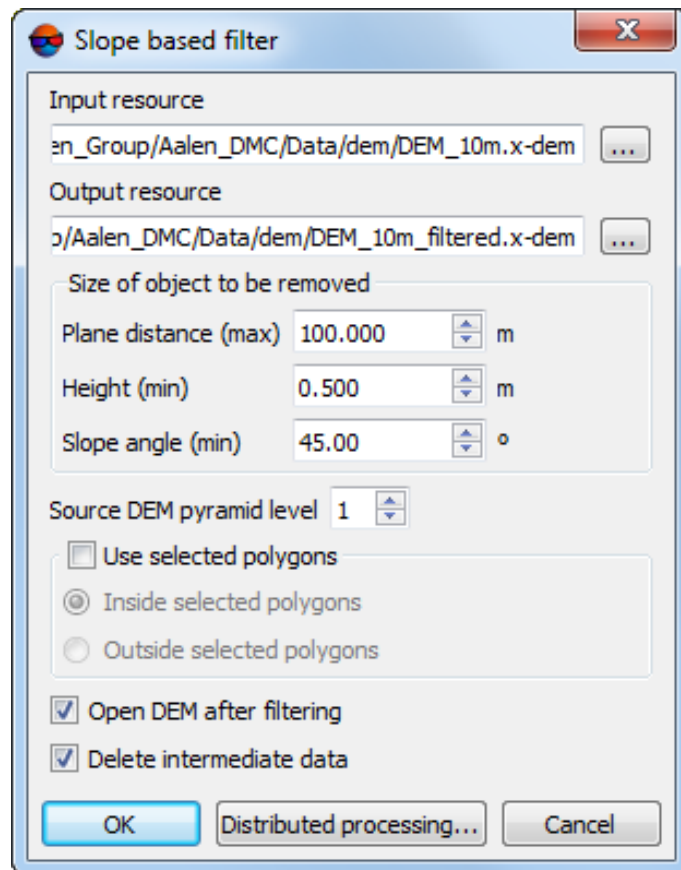 Slope based filter
Input resource
en_Group/Aalen_DMC/Data/dem/DEM_10m.x-dem ...
Output resource
p/Aalen_DMC/Data/dem/DEM_10m_filtered.x-dem ...
Size of object to be removed
Plane distance (max) 100.000 m
Height (min) 0.500 m
Slope angle (min) 45.00 º
Source DEM pyramid level 1
Use selected polygons
Inside selected polygons
Outside selected polygons
Open DEM after filtering
Delete intermediate data
OK Distributed processing... Cancel